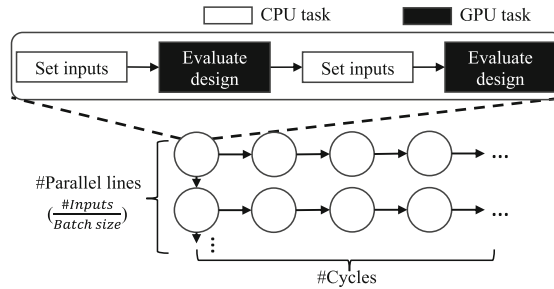 CPU task
GPU task
Set inputs
Evaluate
design
Set inputs
Evaluate
design
#Parallel lines
(#Inputs
Batch size)
...
...
...
#Cycles